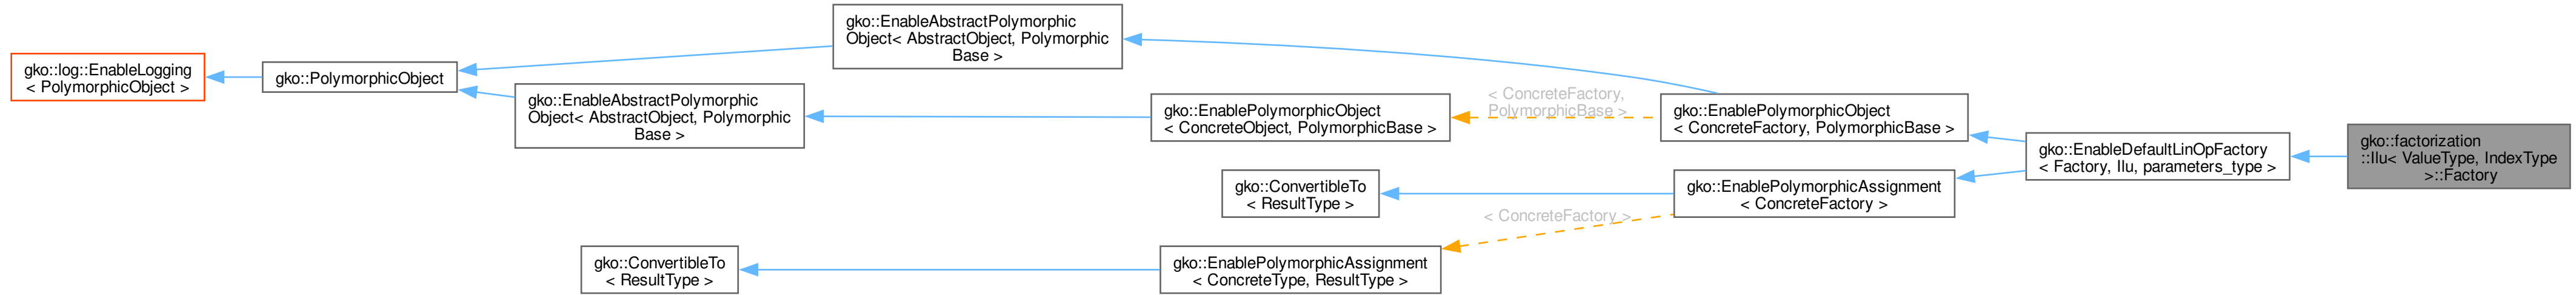 gko::log::EnableLogging
< PolymorphicObject >
gko::PolymorphicObject
gko::EnableAbstractPolymorphic
Object< AbstractObject, Polymorphic
Base >
gko::EnableAbstractPolymorphic
Object< AbstractObject, Polymorphic
Base >
gko::EnablePolymorphicObject
< ConcreteObject, PolymorphicBase >
< ConcreteFactory,
PolymorphicBase >
gko::EnablePolymorphicObject
< ConcreteFactory, PolymorphicBase >
gko::EnableDefaultLinOpFactory
< Factory, Ilu, parameters_type >
gko::factorization
::Ilu< ValueType, IndexType
>::Factory
gko::ConvertibleTo
< ResultType >
gko::EnablePolymorphicAssignment
< ConcreteFactory >
< ConcreteFactory >
gko::ConvertibleTo
< ResultType >
gko::EnablePolymorphicAssignment
< ConcreteType, ResultType >